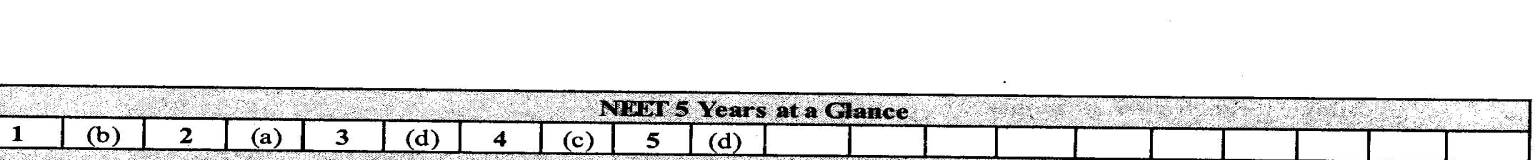 NEET 5 Years at a Glance
1 (b) 2 (a) 3 (d) 4 (c) 5 (d)